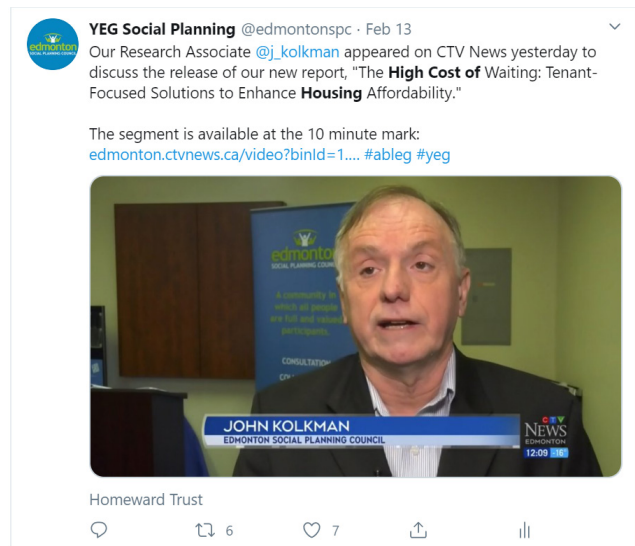 YEG Social Planning @edmontonspc · Feb 13
Our Research Associate @j_kolkman appeared on CTV News yesterday to
discuss the release of our new report, "The High Cost of Waiting: Tenant-
Focused Solutions to Enhance Housing Affordability."
The segment is available at the 10 minute mark:
edmonton.ctvnews.ca/video?binId=1.... #ableg #yeg
edmonton
SOCIAL PLANNING COUNCIL
edmonto
SOCIAL PLANNING COUN
A community in
which all people
are full and valued
participants.
CONSULTATION
JOHN KOLKMAN
EDMONTON SOCIAL PLANNING COUNCIL
CTV
NEWS
EDMONTON
12:09 -16°
Homeward Trust
6
7